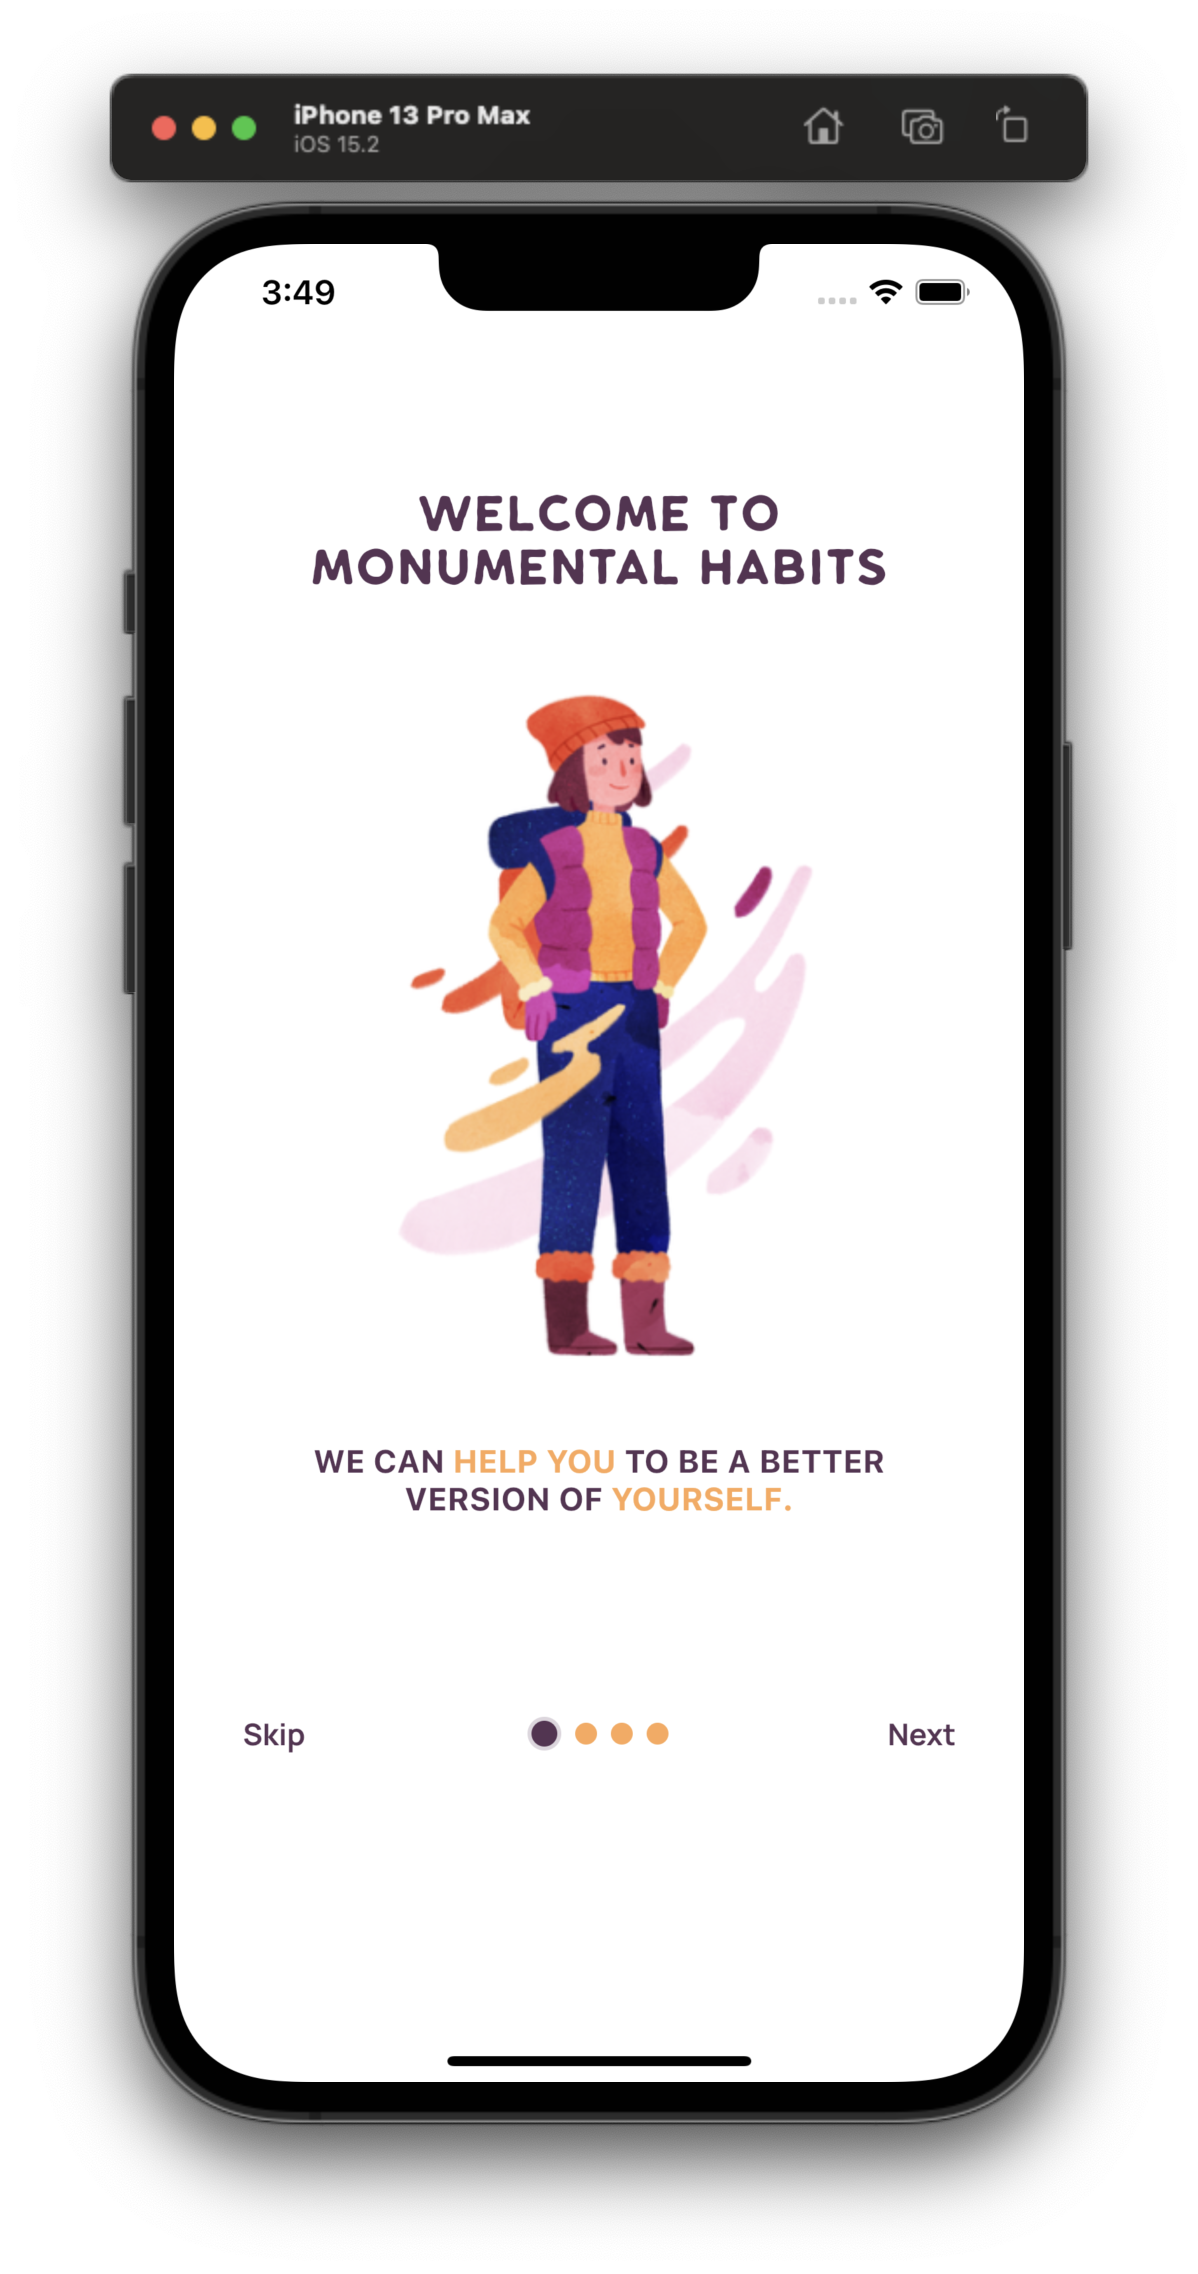 iPhone 13 Pro Max
iOS 15.2
3:49
WELCOME TO
MONUMENTAL HABITS
WE CAN HELP YOU TO BE A BETTER
VERSION OF YOURSELF.
Skip
Next